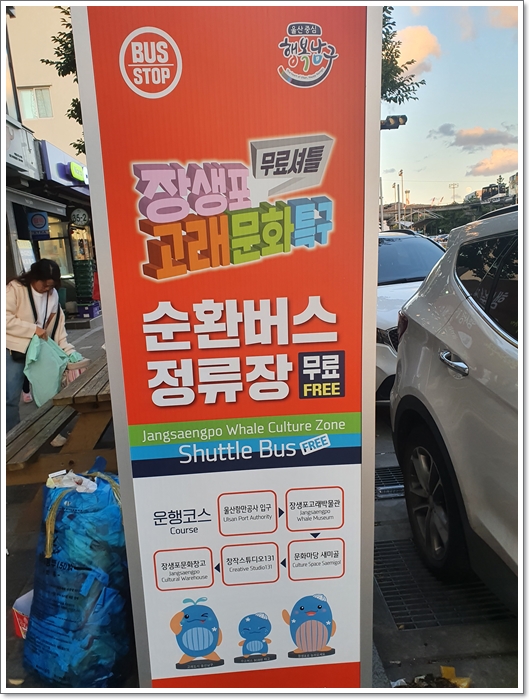 BUS
STOP
울산중심
행복남구
무료셔틀
장생포
고래문화특구
순환버스
정류장 무료
FREE
Jangsaengpo Whale Culture Zone
Shuttle Bus FREE
운행코스
Course
울산항만공사 입구
Ulsan Port Authority
장생포고래박물관
Jangsaengpo
Whale Museum
장생포문화창고
Jangsaengpo
Cultural Warehouse
창작스튜디오131
Creative Studio131
문화마당 새미골
Culture Space Saemgol